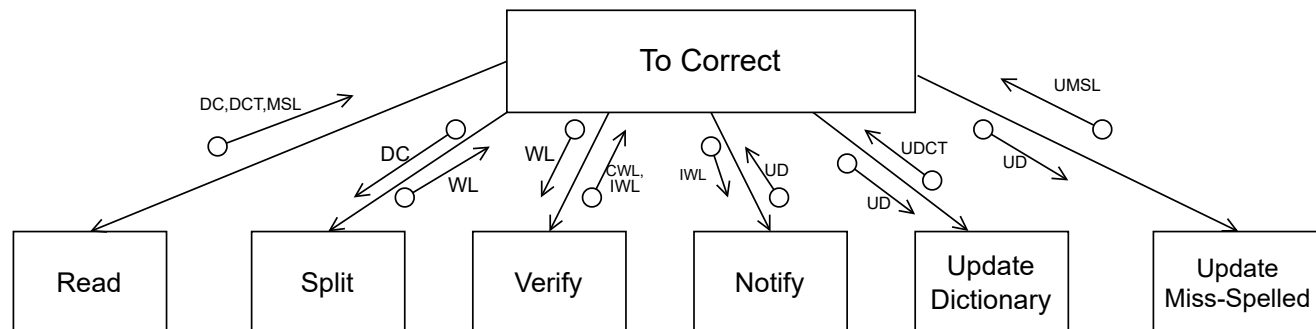 To Correct
DC,DCT,MSL
UMSL
DC
WL
WL
CWL,
IWL
IWL
UD
UDCT
UD
UD
Read
Split
Verify
Notify
Update
Dictionary
Update
Miss-Spelled